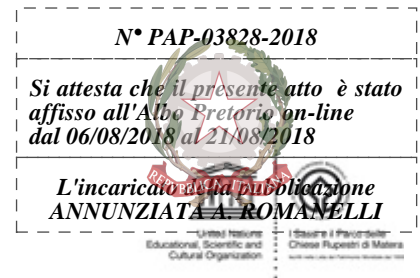 N° PAP-03828-2018
Si attesta che il presente atto è stato
affisso all'Albo Pretorio on-line
dal 06/08/2018 al 21/08/2018
L'incaricato della pubblicazione
ANNUNZIATA A. ROMANELLI
REPVBBLICA ITALIANA
United Nations
Educational, Scientific and
Cultural Organization
I Sassi e il Parco delle
Chiese Rupestri di Matera